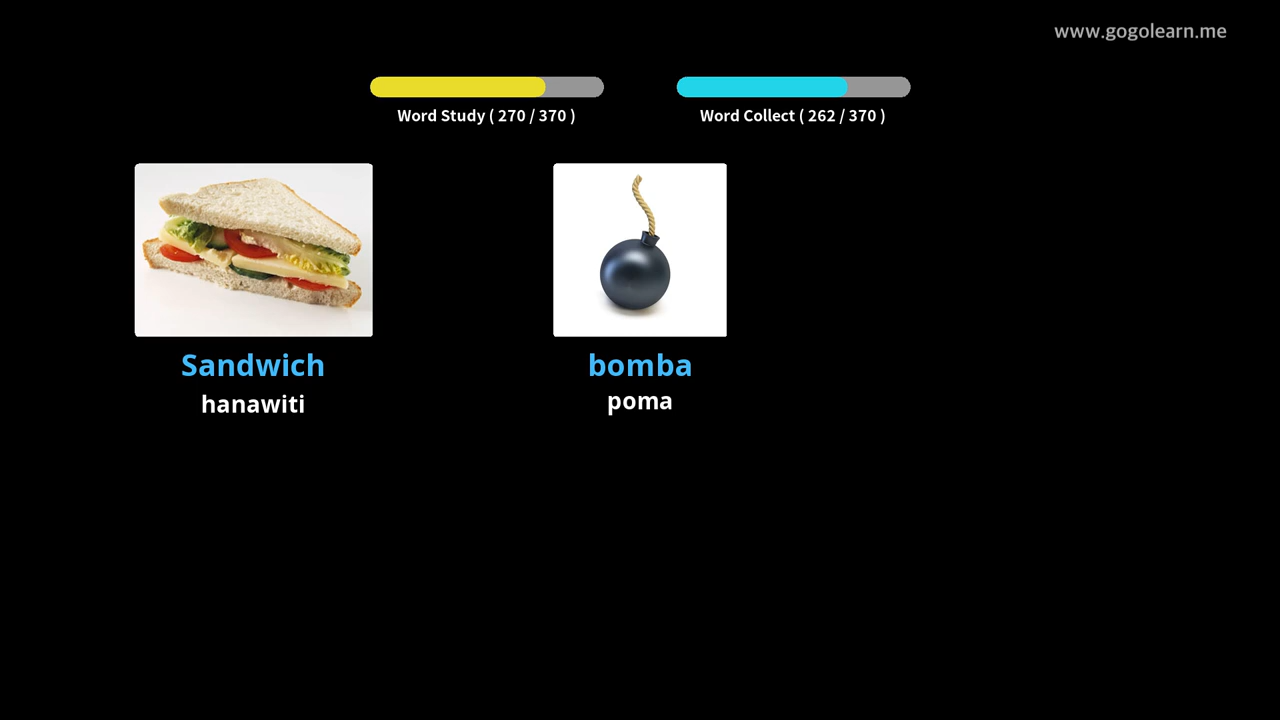 www.gogolearn.me
Word Study ( 270 / 370 )
Word Collect ( 262 / 370 )
Sandwich
hanawiti
bomba
poma